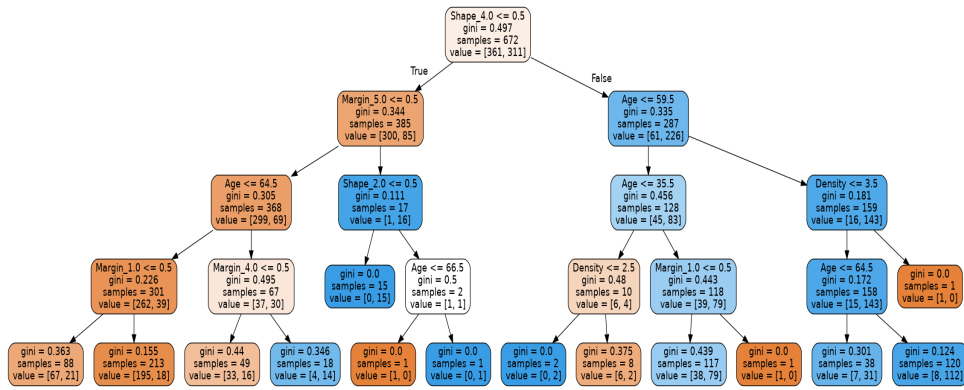 Shape_4.0 <= 0.5
gini = 0.497
samples = 672
value = [361, 311]
True
False
Margin_5.0 <= 0.5
gini = 0.344
samples = 385
value = [300, 85]
Age <= 59.5
gini = 0.335
samples = 287
value = [61, 226]
Age <= 64.5
gini = 0.305
samples = 368
value = [299, 69]
Shape_2.0 <= 0.5
gini = 0.111
samples = 17
value = [1, 16]
Age <= 35.5
gini = 0.456
samples = 128
value = [45, 83]
Density <= 3.5
gini = 0.181
samples = 159
value = [16, 143]
Margin_1.0 <= 0.5
gini = 0.226
samples = 301
value = [262, 39]
Margin_4.0 <= 0.5
gini = 0.495
samples = 67
value = [37, 30]
gini = 0.0
samples = 15
value = [0, 15]
Age <= 66.5
gini = 0.5
samples = 2
value = [1, 1]
Density <= 2.5
gini = 0.48
samples = 10
value = [6, 4]
Margin_1.0 <= 0.5
gini = 0.443
samples = 118
value = [39, 79]
Age <= 64.5
gini = 0.172
samples = 158
value = [15, 143]
gini = 0.0
samples = 1
value = [1, 0]
gini = 0.363
samples = 88
value = [67, 21]
gini = 0.155
samples = 213
value = [195, 18]
gini = 0.44
samples = 49
value = [33, 16]
gini = 0.346
samples = 18
value = [4, 14]
gini = 0.0
samples = 1
value = [1, 0]
gini = 0.0
samples = 1
value = [0, 1]
gini = 0.0
samples = 2
value = [0, 2]
gini = 0.375
samples = 8
value = [6, 2]
gini = 0.439
samples = 117
value = [38, 79]
gini = 0.0
samples = 1
value = [1, 0]
gini = 0.301
samples = 38
value = [7, 31]
gini = 0.124
samples = 120
value = [8, 112]